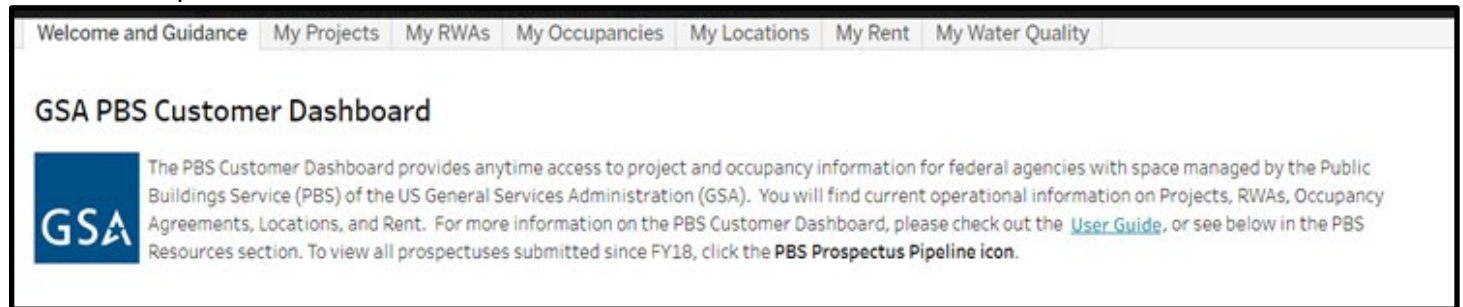 Welcome and Guidance My Projects My RWAs My Occupancies My Locations My Rent My Water Quality
GSA PBS Customer Dashboard
The PBS Customer Dashboard provides anytime access to project and occupancy information for federal agencies with space managed by the Public
Buildings Service (PBS) of the US General Services Administration (GSA). You will find current operational information on Projects, RWAs, Occupancy
Agreements, Locations, and Rent. For more information on the PBS Customer Dashboard, please check out the User Guide, or see below in the PBS
Resources section. To view all prospectuses submitted since FY18, click the PBS Prospectus Pipeline icon.
GSA